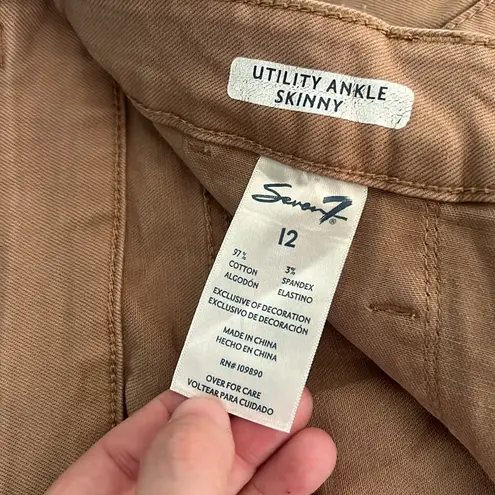 UTILITY ANKLE
SKINNY
Seven7®
12
97% 3%
COTTON SPANDEX
ALGODÓN ELASTINO
EXCLUSIVE OF DECORATION
EXCLUSIVO DE DECORACIÓN
MADE IN CHINA
HECHO EN CHINA
RN# 109890
OVER FOR CARE
VOLTEAR PARA CUIDADO